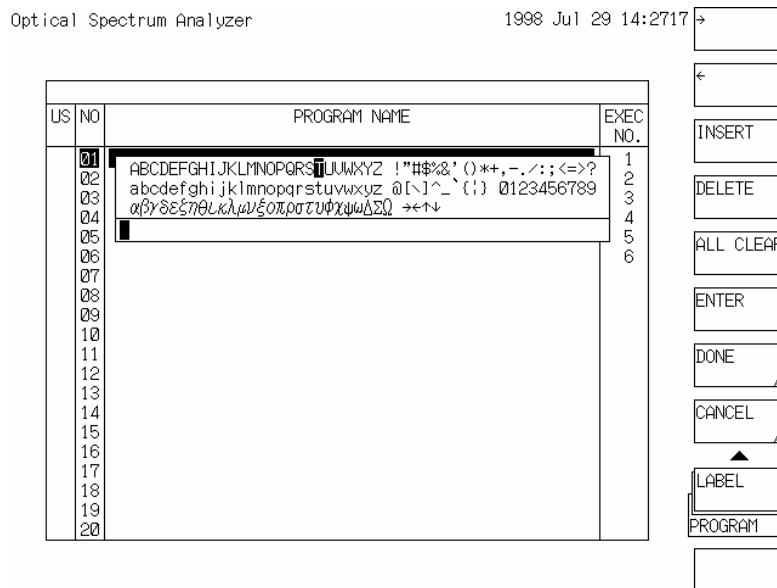 Optical Spectrum Analyzer
1998 Jul 29 14:2717
→
←
INSERT
DELETE
ALL CLEAR
ENTER
DONE
CANCEL
LABEL
PROGRAM
US NO PROGRAM NAME EXEC NO.
01 1
02 2
03 3
04 4
05 5
06 6
07
08
09
10
11
12
13
14
15
16
17
18
19
20
ABCDEFGHIJKLMNOPQRSTUVWXYZ !"#$%&'()*+,-./:;<=>?
abcdefghijklmnopqrstuvwxyz @[\]^_`{¦} 0123456789
αβγδεξηθικλμνξοπρστυφχψωΔΣΩ →←↑↓